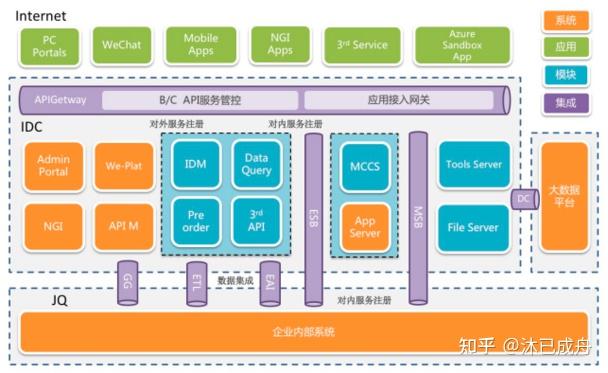 Internet
PC
Portals
WeChat
Mobile
Apps
NGI
Apps
3rd Service
Azure
Sandbox
App
系统
应用
模块
集成
APIGetway
B/C API服务管控
应用接入网关
IDC
对外服务注册
对内服务注册
Admin
Portal
We-Plat
IDM
Data
Query
MCCS
Tools Server
NGI
API M
Pre
order
3rd
API
ESB
App
Server
MSB
File Server
DC
大数据
平台
GG
ETL
数据集成
EAI
对内服务注册
JQ
企业内部系统
知乎 @沐已成舟